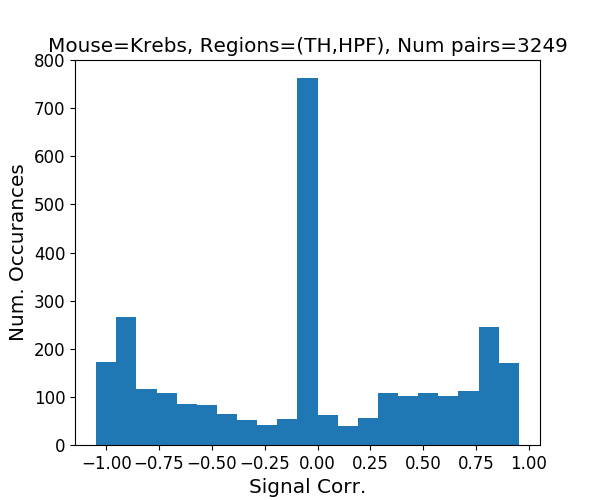 Mouse=Krebs, Regions=(TH,HPF), Num pairs=3249
800
700
600
500
400
300
200
100
0
Num. Occurances
−1.00 −0.75 −0.50 −0.25 0.00 0.25 0.50 0.75 1.00
Signal Corr.